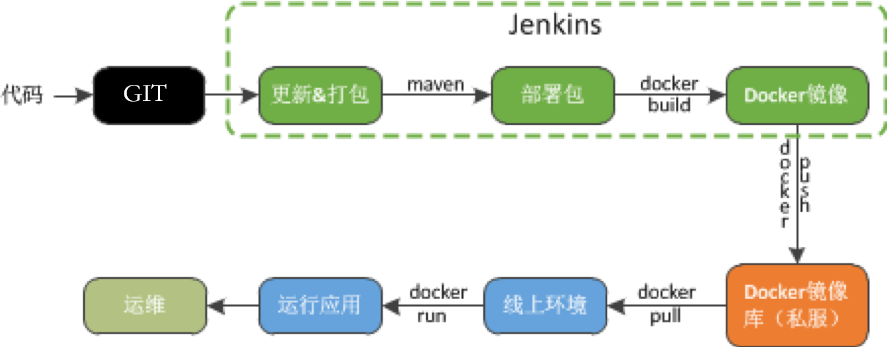 Jenkins
代码
GIT
更新&打包
maven
部署包
docker
build
Docker镜像
docker
push
运维
运行应用
docker
run
线上环境
docker
pull
Docker镜像
库（私服）